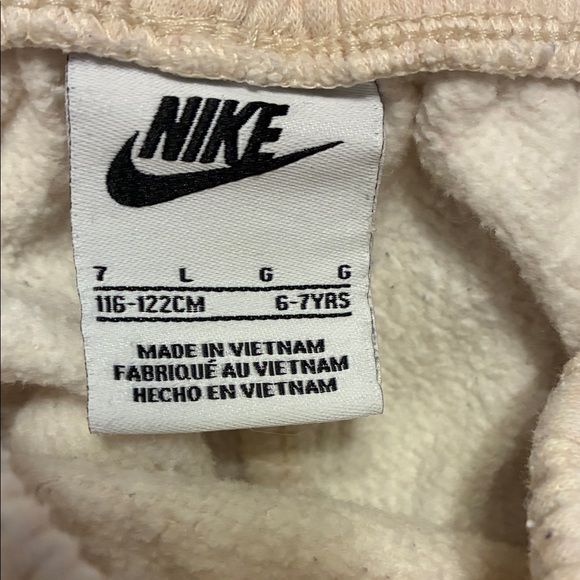 NIKE
7 L G G
116-122CM 6-7YRS
MADE IN VIETNAM
FABRIQUÉ AU VIETNAM
HECHO EN VIETNAM